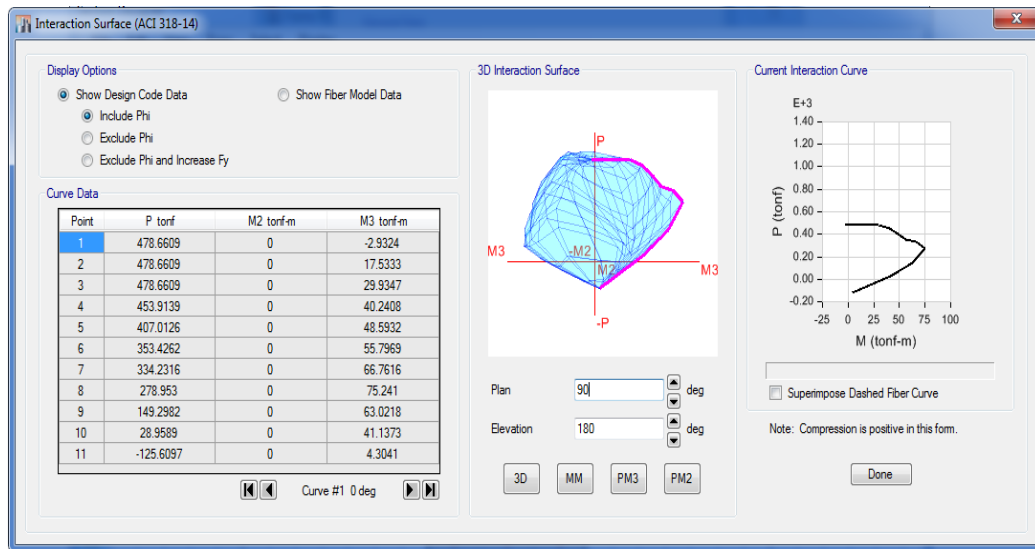 Interaction Surface (ACI 318-14)
X
Display Options
Show Design Code Data
Show Fiber Model Data
Include Phi
Exclude Phi
Exclude Phi and Increase Fy
Curve Data
Point P tonf M2 tonf-m M3 tonf-m
1 478.6609 0 -2.9324
2 478.6609 0 17.5333
3 478.6609 0 29.9347
4 453.9139 0 40.2408
5 407.0126 0 48.5932
6 353.4262 0 55.7969
7 334.2316 0 66.7616
8 278.953 0 75.241
9 149.2982 0 63.0218
10 28.9589 0 41.1373
11 -125.6097 0 4.3041
Curve #1 0 deg
3D Interaction Surface
P
M3
-M2
M2
M3
-P
Plan 90 deg
Elevation 180 deg
3D MM PM3 PM2
Current Interaction Curve
E+3
1.40
1.20
1.00
0.80
0.60
0.40
0.20
0.00
-0.20
P (tonf)
-25 0 25 50 75 100
M (tonf-m)
Superimpose Dashed Fiber Curve
Note: Compression is positive in this form.
Done